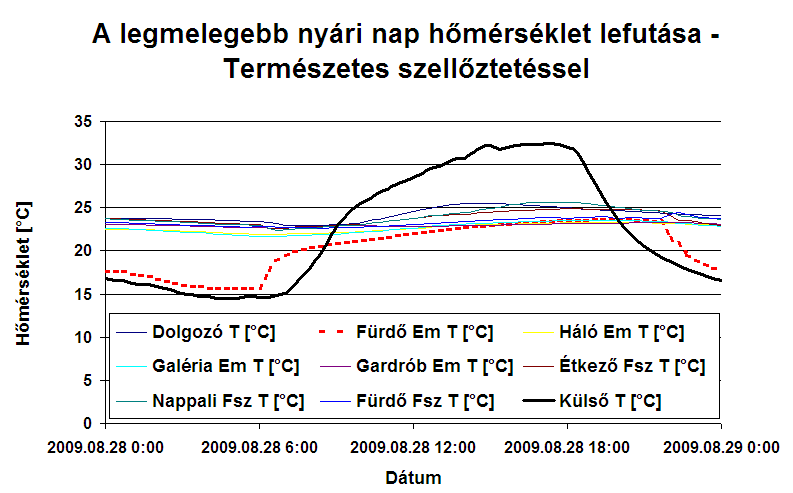 A legmelegebb nyári nap hőmérséklet lefutása -
Természetes szellőztetéssel
Hőmérséklet [°C]
35
30
25
20
15
10
5
0
Dolgozó T [°C]
Fürdő Em T [°C]
Háló Em T [°C]
Galéria Em T [°C]
Gardrób Em T [°C]
Étkező Fsz T [°C]
Nappali Fsz T [°C]
Fürdő Fsz T [°C]
Külső T [°C]
2009.08.28 0:00
2009.08.28 6:00
2009.08.28 12:00
2009.08.28 18:00
2009.08.29 0:00
Dátum